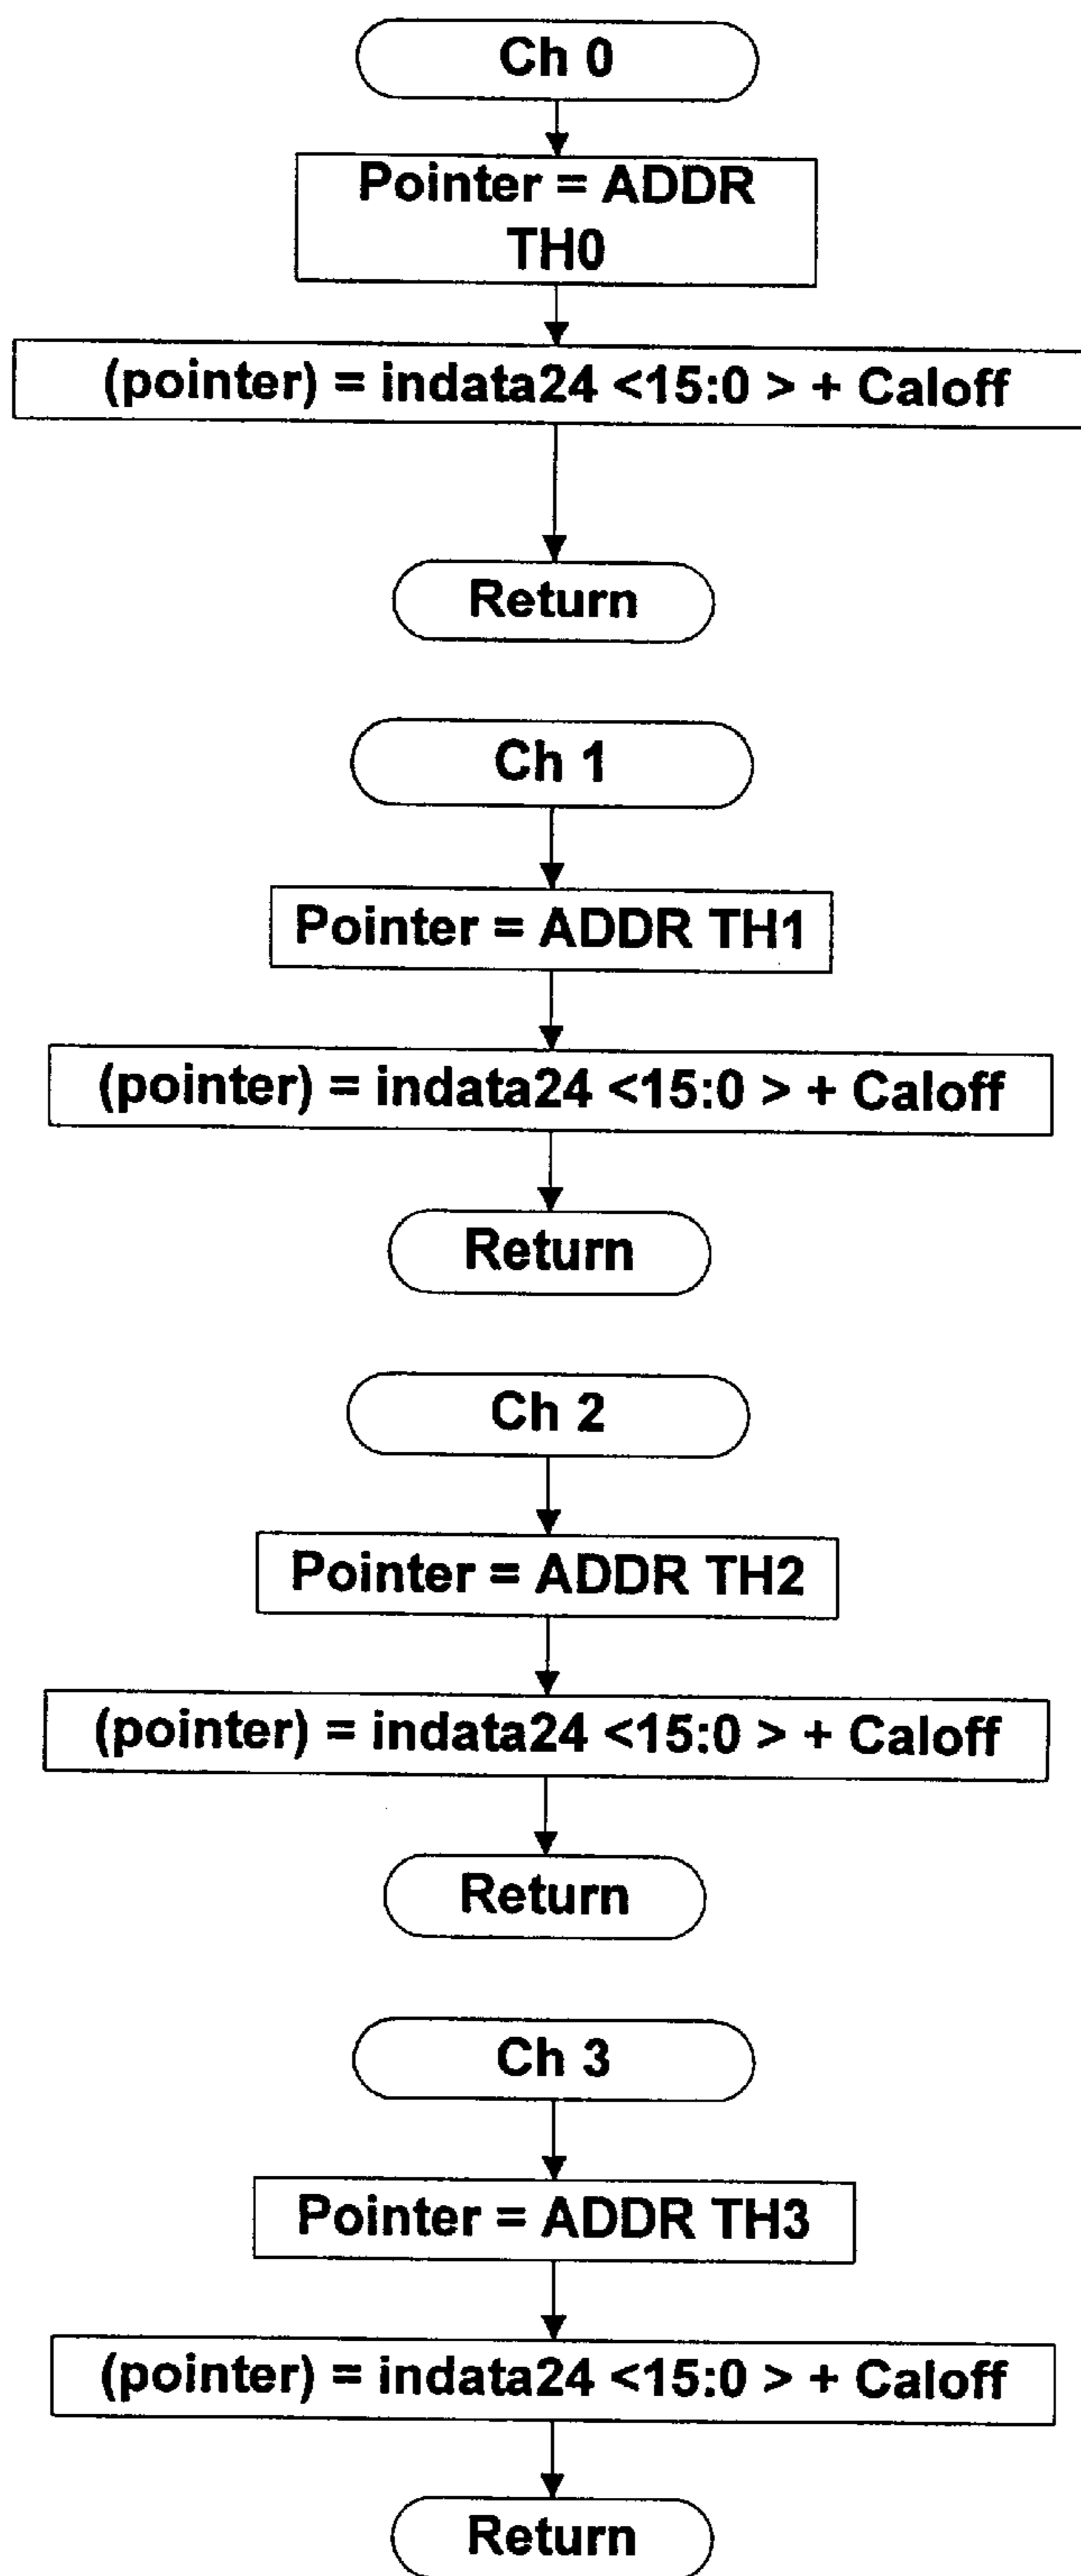 Ch 0
Pointer = ADDR
TH0
(pointer) = indata24 <15:0 > + Caloff
Return
Ch 1
Pointer = ADDR TH1
(pointer) = indata24 <15:0 > + Caloff
Return
Ch 2
Pointer = ADDR TH2
(pointer) = indata24 <15:0 > + Caloff
Return
Ch 3
Pointer = ADDR TH3
(pointer) = indata24 <15:0 > + Caloff
Return